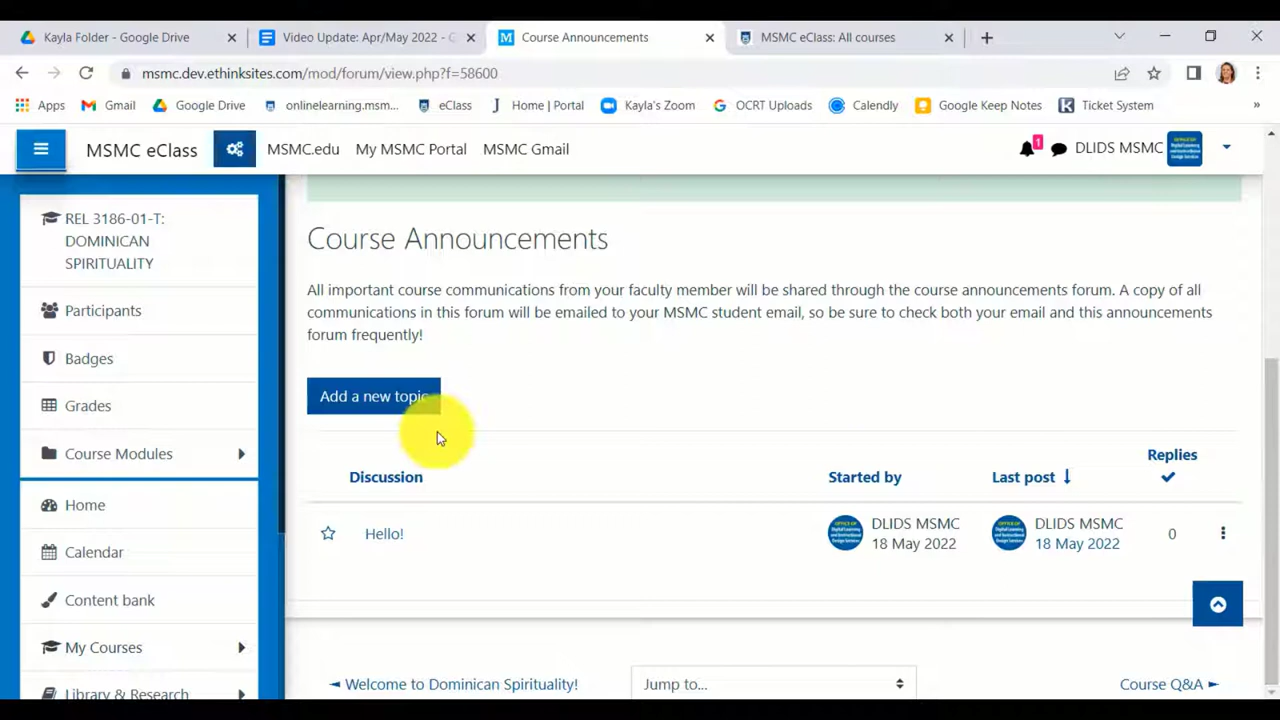 Kayla Folder - Google Drive
Video Update: Apr/May 2022 - G
Course Announcements
MSMC eClass: All courses
msmc.dev.ethinksites.com/mod/forum/view.php?f=58600
Apps
Gmail
Google Drive
onlinelearning.msm...
eClass
Home | Portal
Kayla's Zoom
OCRT Uploads
Calendly
Google Keep Notes
Ticket System
»
MSMC eClass
MSMC.edu
My MSMC Portal
MSMC Gmail
1
DLIDS MSMC
REL 3186-01-T:
DOMINICAN
SPIRITUALITY
Participants
Badges
Grades
Course Modules
Home
Calendar
Content bank
My Courses
Library & Research
Course Announcements
All important course communications from your faculty member will be shared through the course announcements forum. A copy of all
communications in this forum will be emailed to your MSMC student email, so be sure to check both your email and this announcements
forum frequently!
Add a new topic
Discussion
Started by
Last post
Replies
Hello!
DLIDS MSMC
18 May 2022
DLIDS MSMC
18 May 2022
0
Welcome to Dominican Spirituality!
Jump to...
Course Q&A